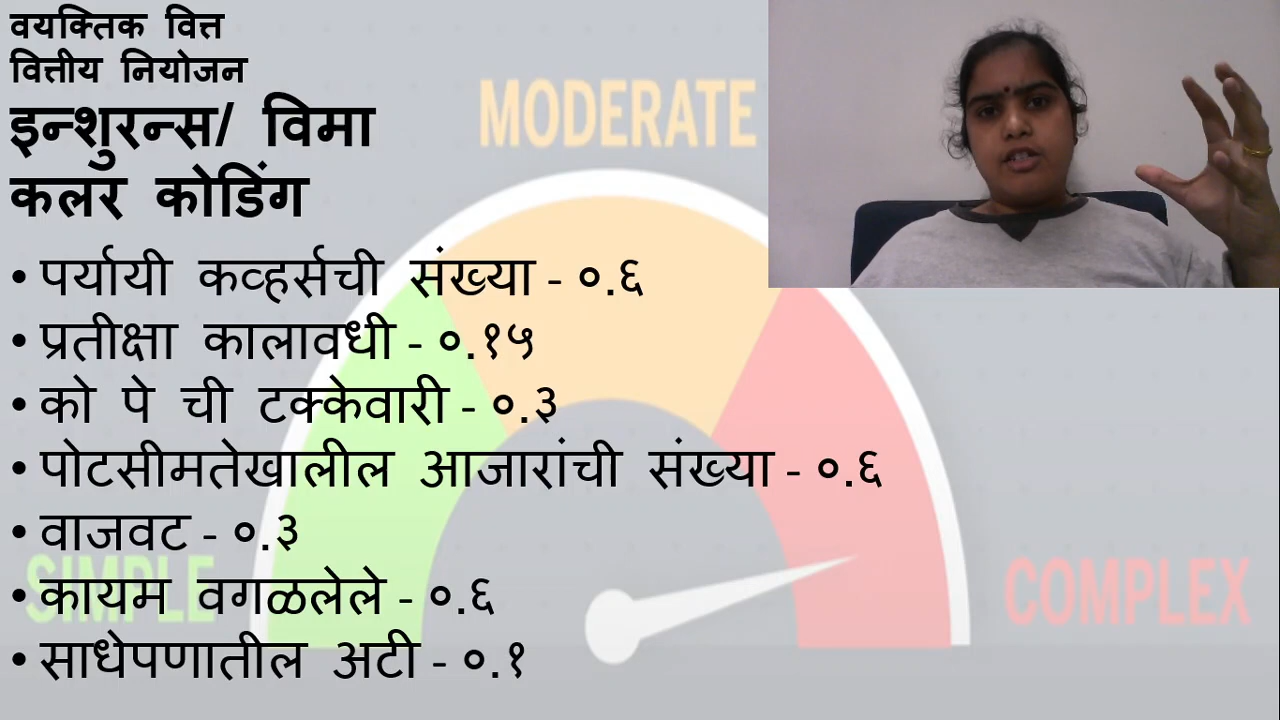 वयक्तिक वित्त
वित्तीय नियोजन
इन्शुरन्स/ विमा
कलर कोडिंग
MODERATE
• पर्यायी कव्हर्सची संख्या - ०.६
• प्रतीक्षा कालावधी - ०.१५
• को पे ची टक्केवारी - ०.३
• पोटसीमतेखालील आजारांची संख्या - ०.६
• वाजवट - ०.३
SIMPLE
COMPLEX
• कायम वगळलेले - ०.६
• साधेपणातील अटी - ०.१